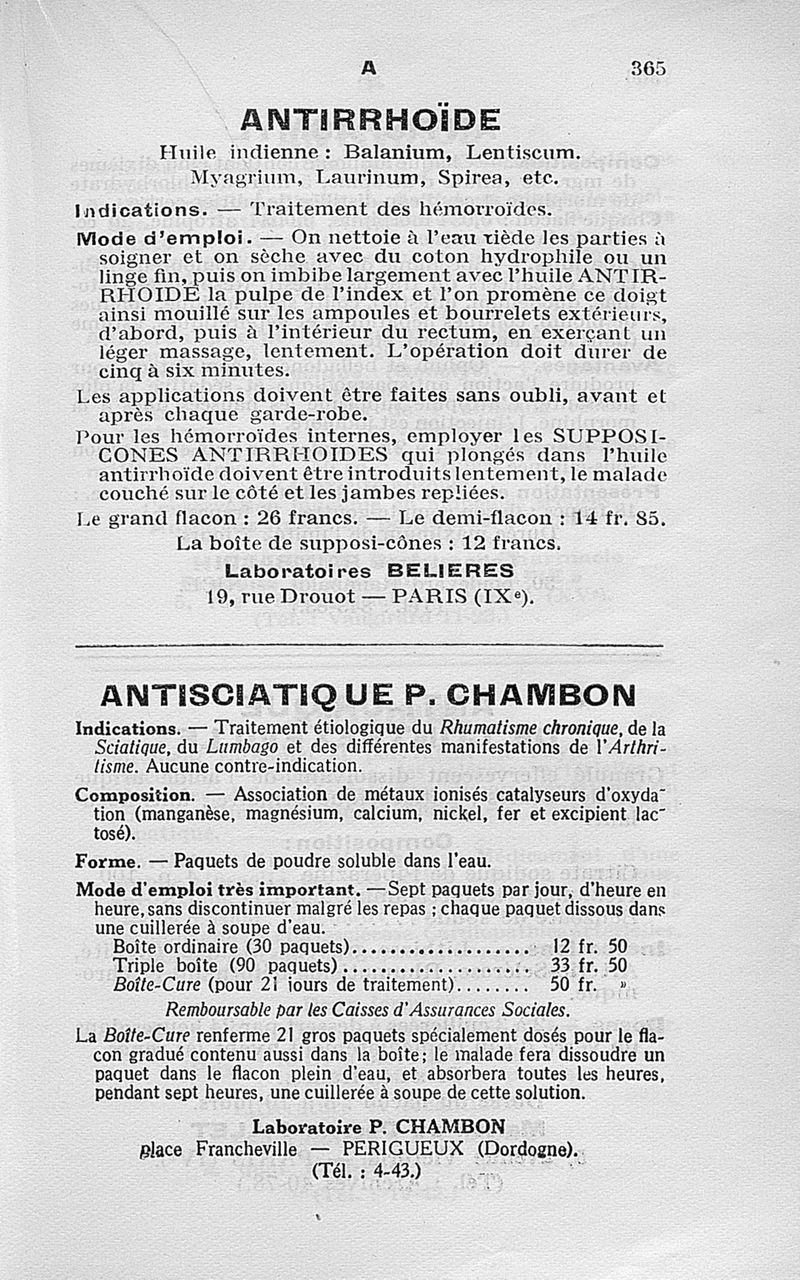 A 365
ANTIRRHOÏDE
Huile indienne : Balanium, Lentiscum.
Myagrium, Laurinum, Spirea, etc.
Indications. — Traitement des hémorroïdes.
Mode d'emploi. — On nettoie à l'eau tiède les parties à
soigner et on sèche avec du coton hydrophile ou un
linge fin, puis on imbibe largement avec l'huile ANTIR-
RHOIDE la pulpe de l'index et l'on promène ce doigt
ainsi mouillé sur les ampoules et bourrelets extérieurs,
d'abord, puis à l'intérieur du rectum, en exerçant un
léger massage, lentement. L'opération doit durer de
cinq à six minutes.
Les applications doivent être faites sans oubli, avant et
après chaque garde-robe.
Pour les hémorroïdes internes, employer les SUPPOSI-
CONES ANTIRRHOIDES qui plongés dans l'huile
antirrhoïde doivent être introduits lentement, le malade
couché sur le côté et les jambes repliées.
Le grand flacon : 26 francs. — Le demi-flacon : 14 fr. 85.
La boîte de supposi-cônes : 12 francs.
Laboratoires BELIERES
19, rue Drouot — PARIS (IXe).
ANTISCIATIQUE P. CHAMBON
Indications. — Traitement étiologique du Rhumatisme chronique, de la
Sciatique, du Lumbago et des différentes manifestations de l'Arthri-
tisme. Aucune contre-indication.
Composition. — Association de métaux ionisés catalyseurs d'oxyda-
tion (manganèse, magnésium, calcium, nickel, fer et excipient lac-
tosé).
Forme. — Paquets de poudre soluble dans l'eau.
Mode d'emploi très important. — Sept paquets par jour, d'heure en
heure, sans discontinuer malgré les repas ; chaque paquet dissous dans
une cuillerée à soupe d'eau.
Boîte ordinaire (30 paquets).................... 12 fr. 50
Triple boîte (90 paquets).................... 33 fr. 50
Boîte-Cure (pour 21 jours de traitement)........ 50 fr. »
Remboursable par les Caisses d'Assurances Sociales.
La Boîte-Cure renferme 21 gros paquets spécialement dosés pour le fla-
con gradué contenu aussi dans la boîte ; le malade fera dissoudre un
paquet dans le flacon plein d'eau, et absorbera toutes les heures,
pendant sept heures, une cuillerée à soupe de cette solution.
Laboratoire P. CHAMBON
place Francheville — PERIGUEUX (Dordogne).
(Tél. : 4-43.)